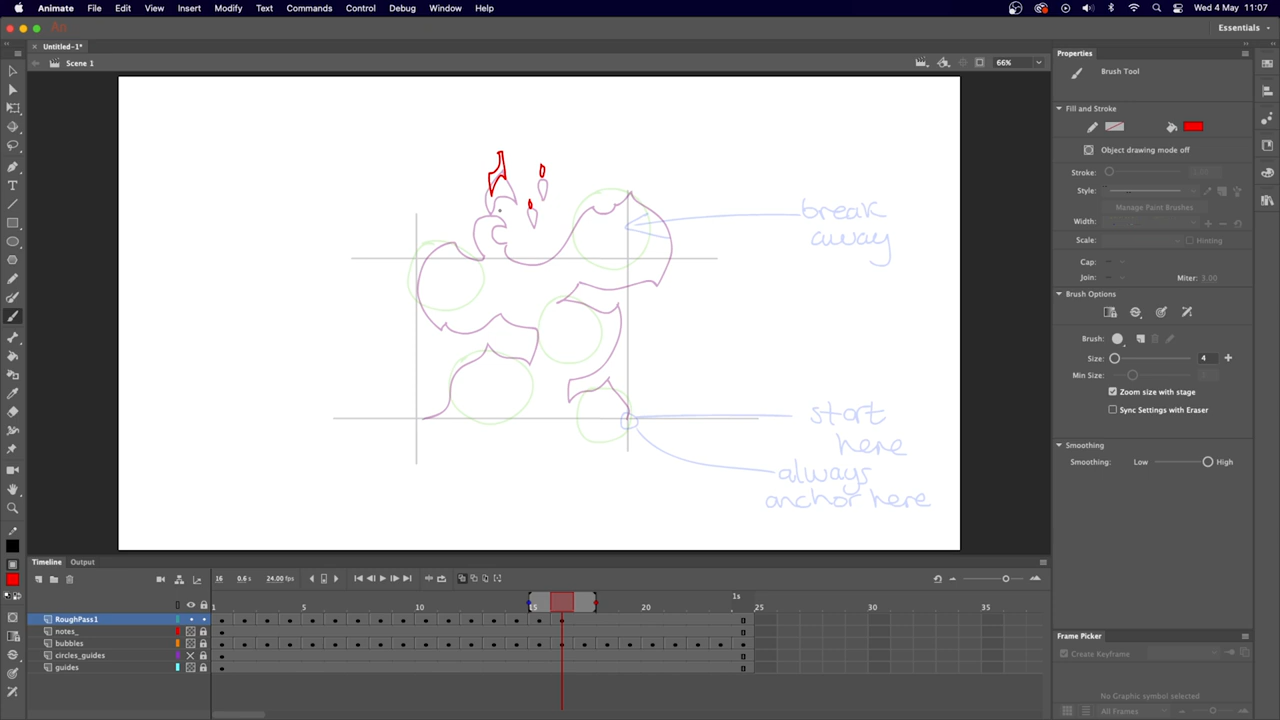 Animate File Edit View Insert Modify Text Commands Control Debug Window Help Wed 4 May 11:07
An Essentials
Untitled-1*
Scene 1 66%
Properties
Brush Tool
Fill and Stroke
Object drawing mode off
Stroke:
Style:
Manage Paint Brushes
Width:
Scale: Hinting
Cap:
Join: Miter: 3.00
Brush Options
Brush:
Size: 4
Min Size:
Zoom size with stage
Sync Settings with Eraser
Smoothing
Smoothing: Low High
break
away
start
here
always
anchor here
Timeline Output
16 0.6 s 24.00 fps
1s
1 5 10 15 20 25 30 35
RoughPass1
notes_
bubbles
circles_guides
guides
Frame Picker
Create Keyframe
No Graphic symbol selected
All Frames